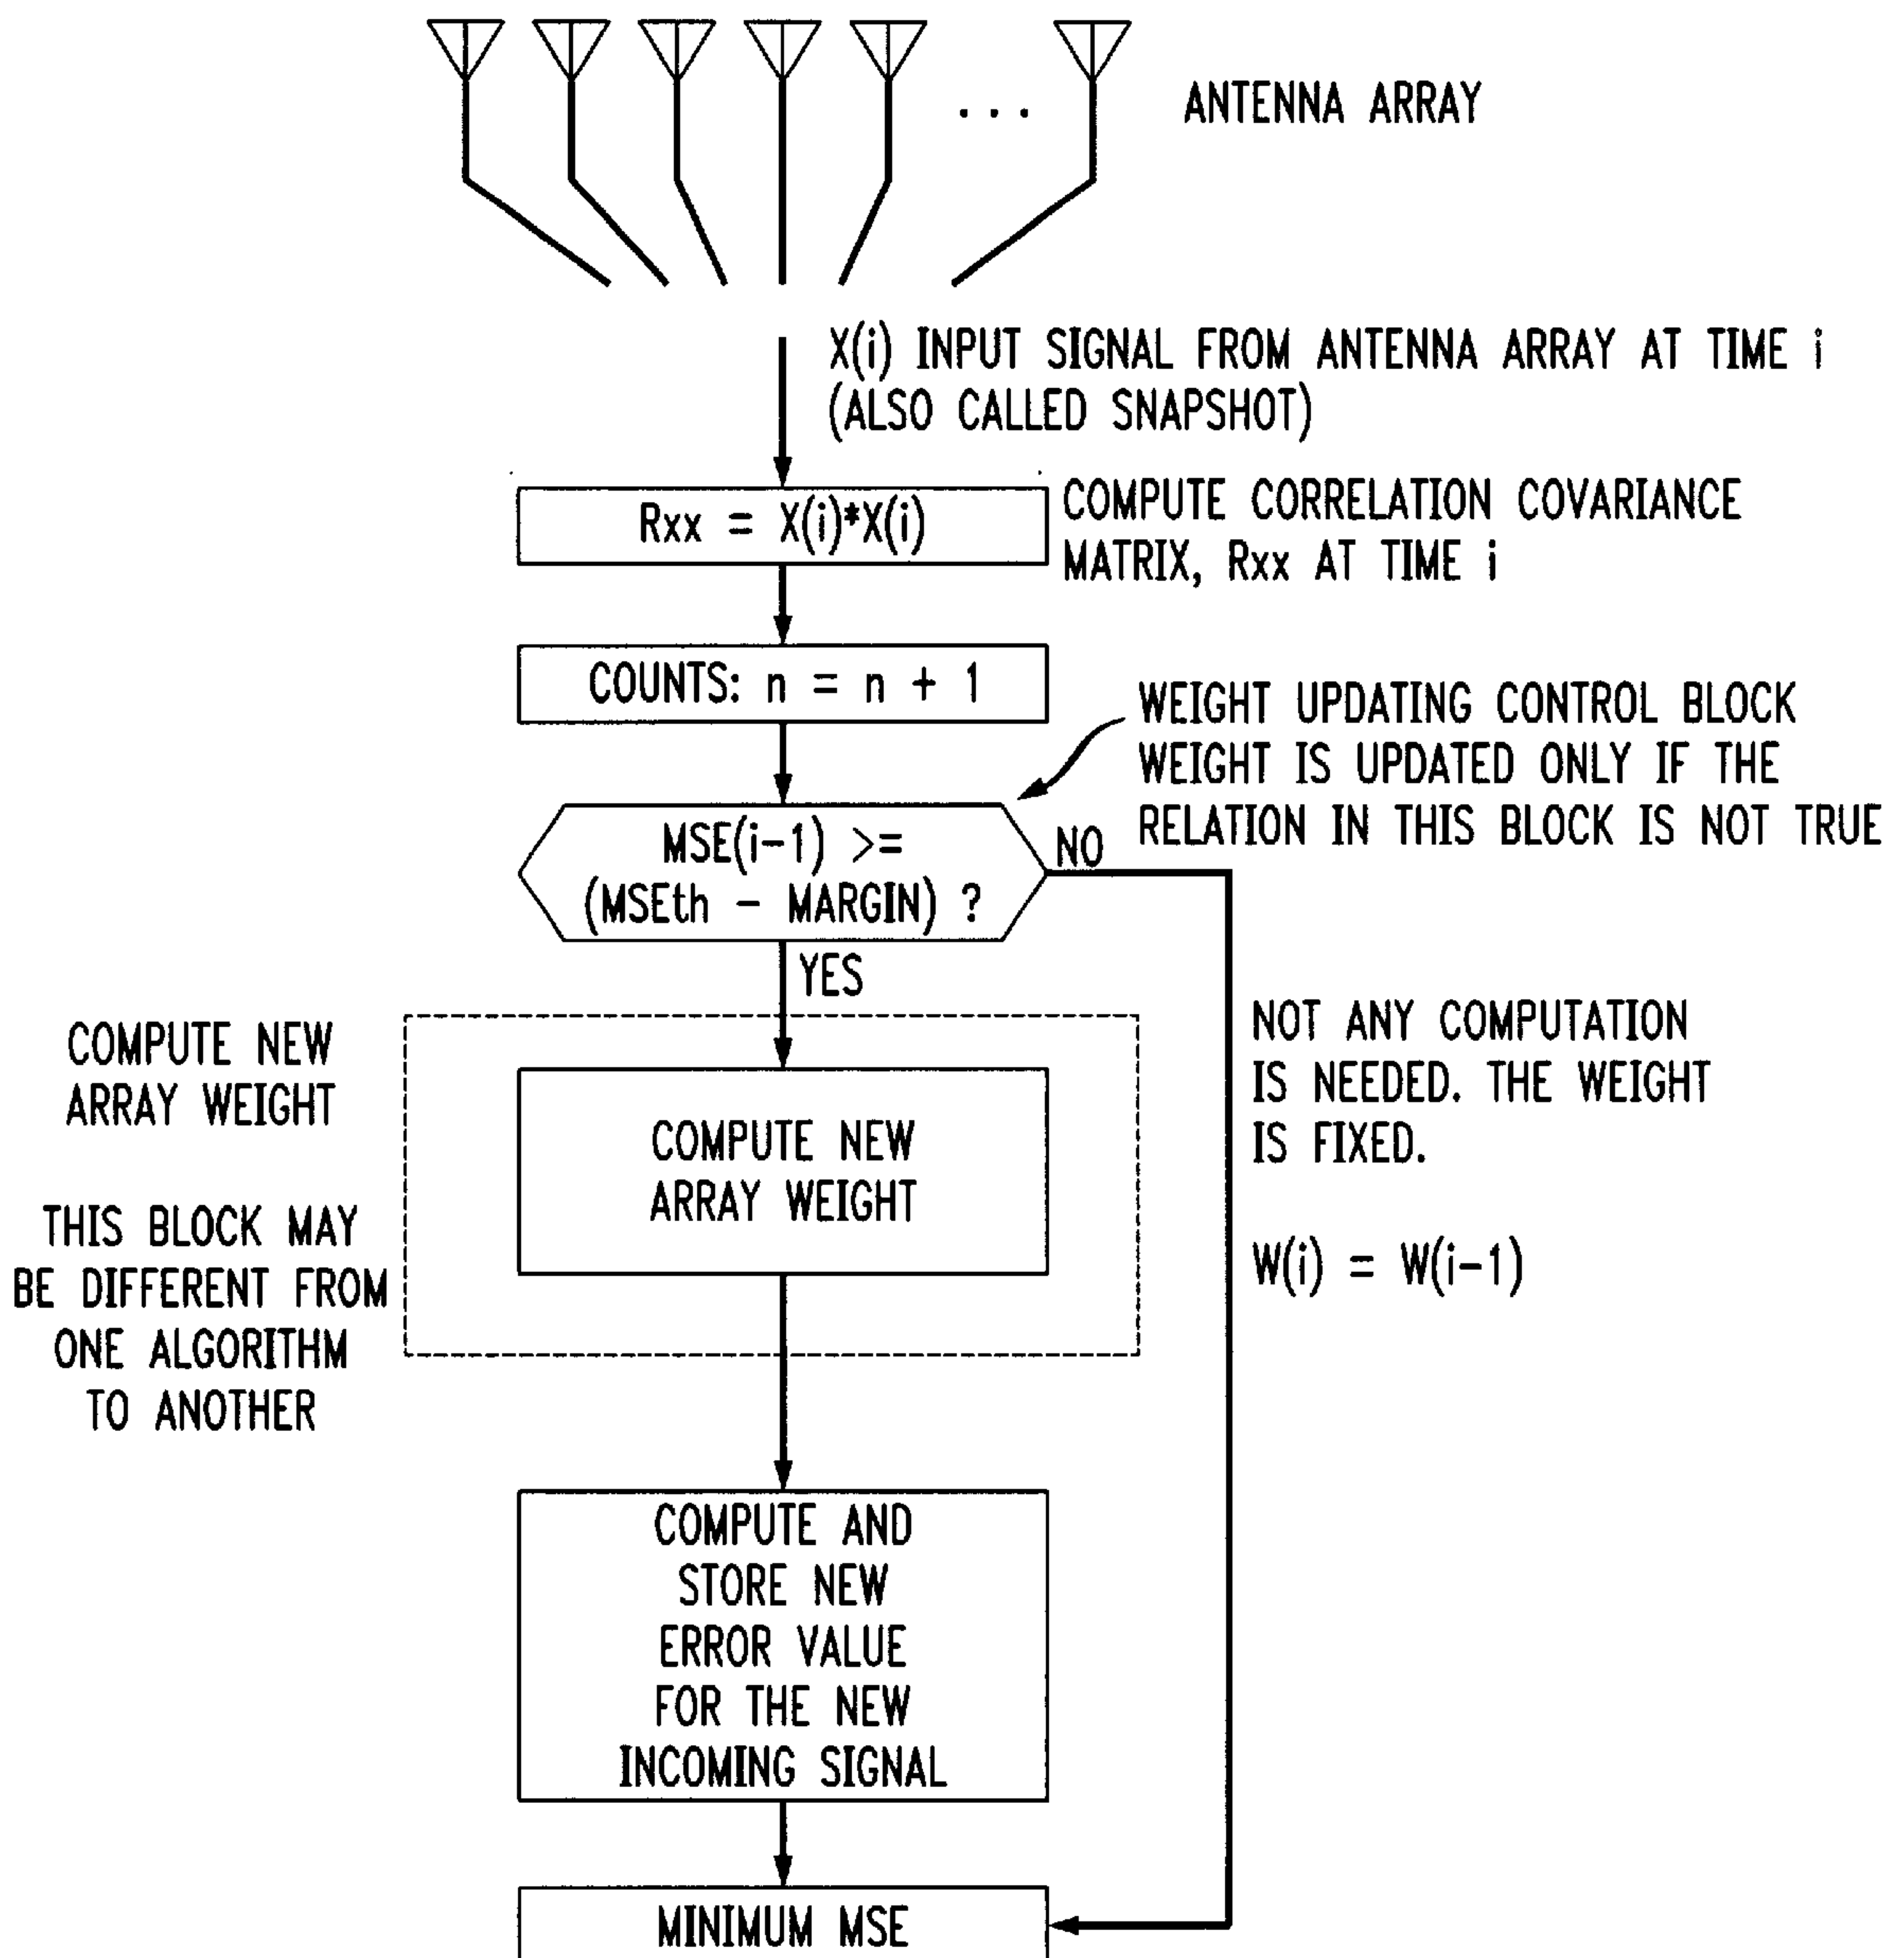 ANTENNA ARRAY
. . .
X(i) INPUT SIGNAL FROM ANTENNA ARRAY AT TIME i
(ALSO CALLED SNAPSHOT)
Rxx = X(i)*X(i)
COMPUTE CORRELATION COVARIANCE
MATRIX, Rxx AT TIME i
COUNTS: n = n + 1
WEIGHT UPDATING CONTROL BLOCK
WEIGHT IS UPDATED ONLY IF THE
RELATION IN THIS BLOCK IS NOT TRUE
MSE(i-1) >=
(MSEth - MARGIN) ?
NO
YES
COMPUTE NEW
ARRAY WEIGHT
THIS BLOCK MAY
BE DIFFERENT FROM
ONE ALGORITHM
TO ANOTHER
COMPUTE NEW
ARRAY WEIGHT
NOT ANY COMPUTATION
IS NEEDED. THE WEIGHT
IS FIXED.
W(i) = W(i-1)
COMPUTE AND
STORE NEW
ERROR VALUE
FOR THE NEW
INCOMING SIGNAL
MINIMUM MSE